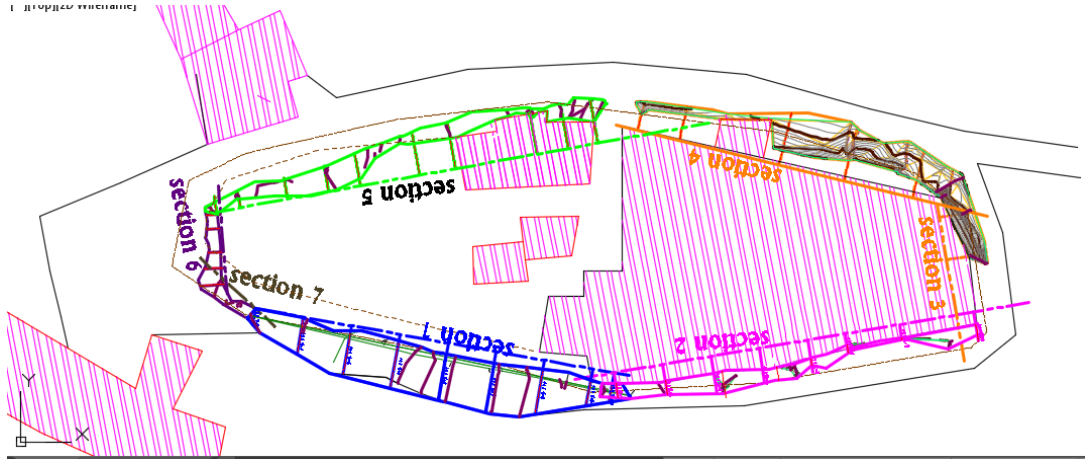 [-][Top][2D Wireframe]
section 5
section 4
section 6
section 7
section 3
section 1
section 2
Y
X